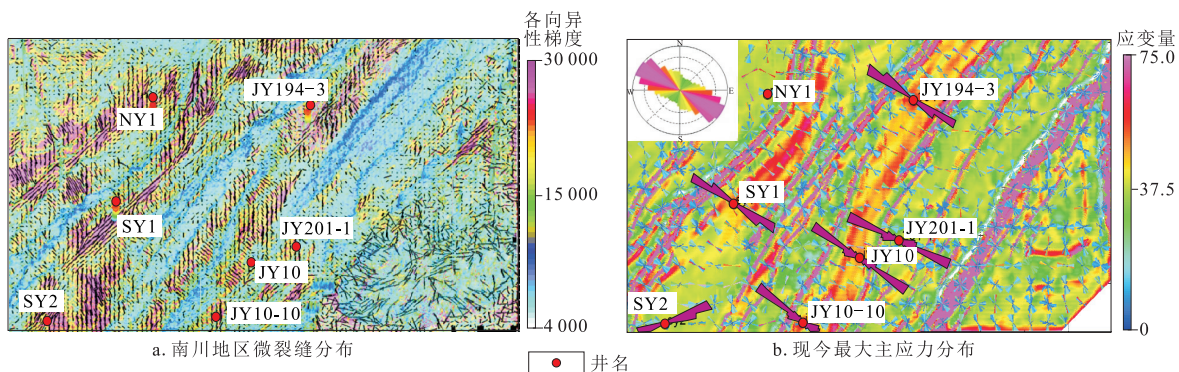 各向异
性梯度
30 000
15 000
4 000
NY1
JY194-3
SY1
JY201-1
JY10
SY2
JY10-10
a. 南川地区微裂缝分布
应变量
75.0
37.5
0
N
W
E
S
NY1
JY194-3
SY1
JY201-1
JY10
SY2
JY10-10
b. 现今最大主应力分布
井名